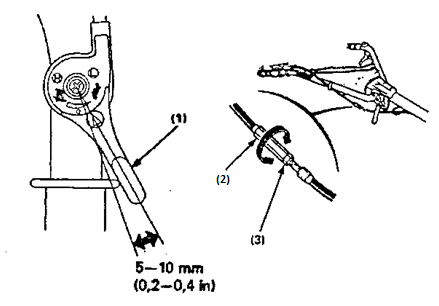 (1)
(2)
(3)
5—10 mm
(0,2—0,4 in)